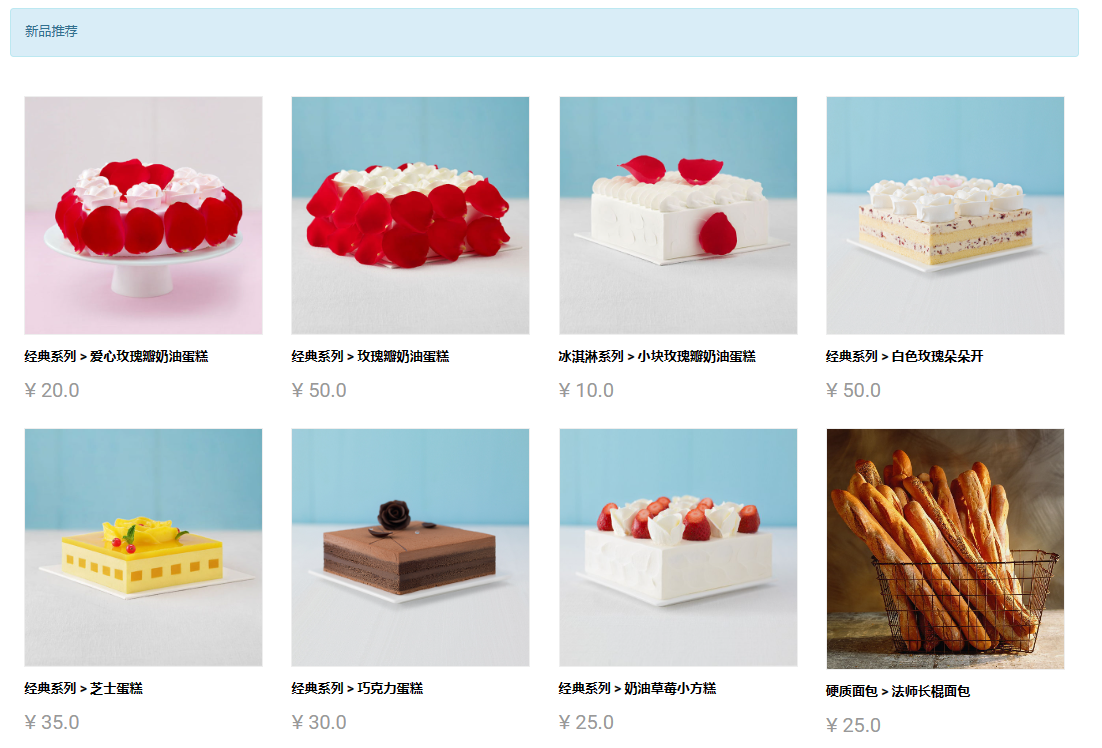 新品推荐
经典系列 > 爱心玫瑰瓣奶油蛋糕
¥ 20.0
经典系列 > 玫瑰瓣奶油蛋糕
¥ 50.0
冰淇淋系列 > 小块玫瑰瓣奶油蛋糕
¥ 10.0
经典系列 > 白色玫瑰朵朵开
¥ 50.0
经典系列 > 芝士蛋糕
¥ 35.0
经典系列 > 巧克力蛋糕
¥ 30.0
经典系列 > 奶油草莓小方糕
¥ 25.0
硬质面包 > 法师长棍面包
¥ 25.0